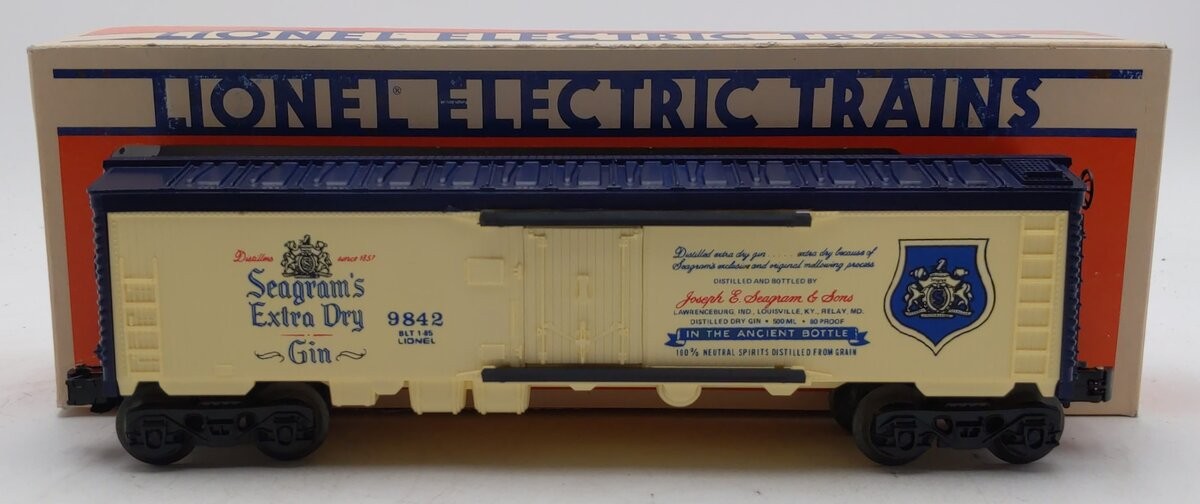 LIONEL ELECTRIC TRAINS
LIONEL® ELECTRIC TRAINS
Distillers since 1857
Seagram's
Extra Dry
Gin
9842
BLT 1-85
LIONEL
Distilled extra dry gin ..... extra dry because of
Seagram's exclusive and original mellowing process
DISTILLED AND BOTTLED BY
Joseph E. Seagram & Sons
LAWRENCEBURG, IND., LOUISVILLE, KY., RELAY, MD.
DISTILLED DRY GIN • 500 ML • 80 PROOF
IN THE ANCIENT BOTTLE
100% NEUTRAL SPIRITS DISTILLED FROM GRAIN